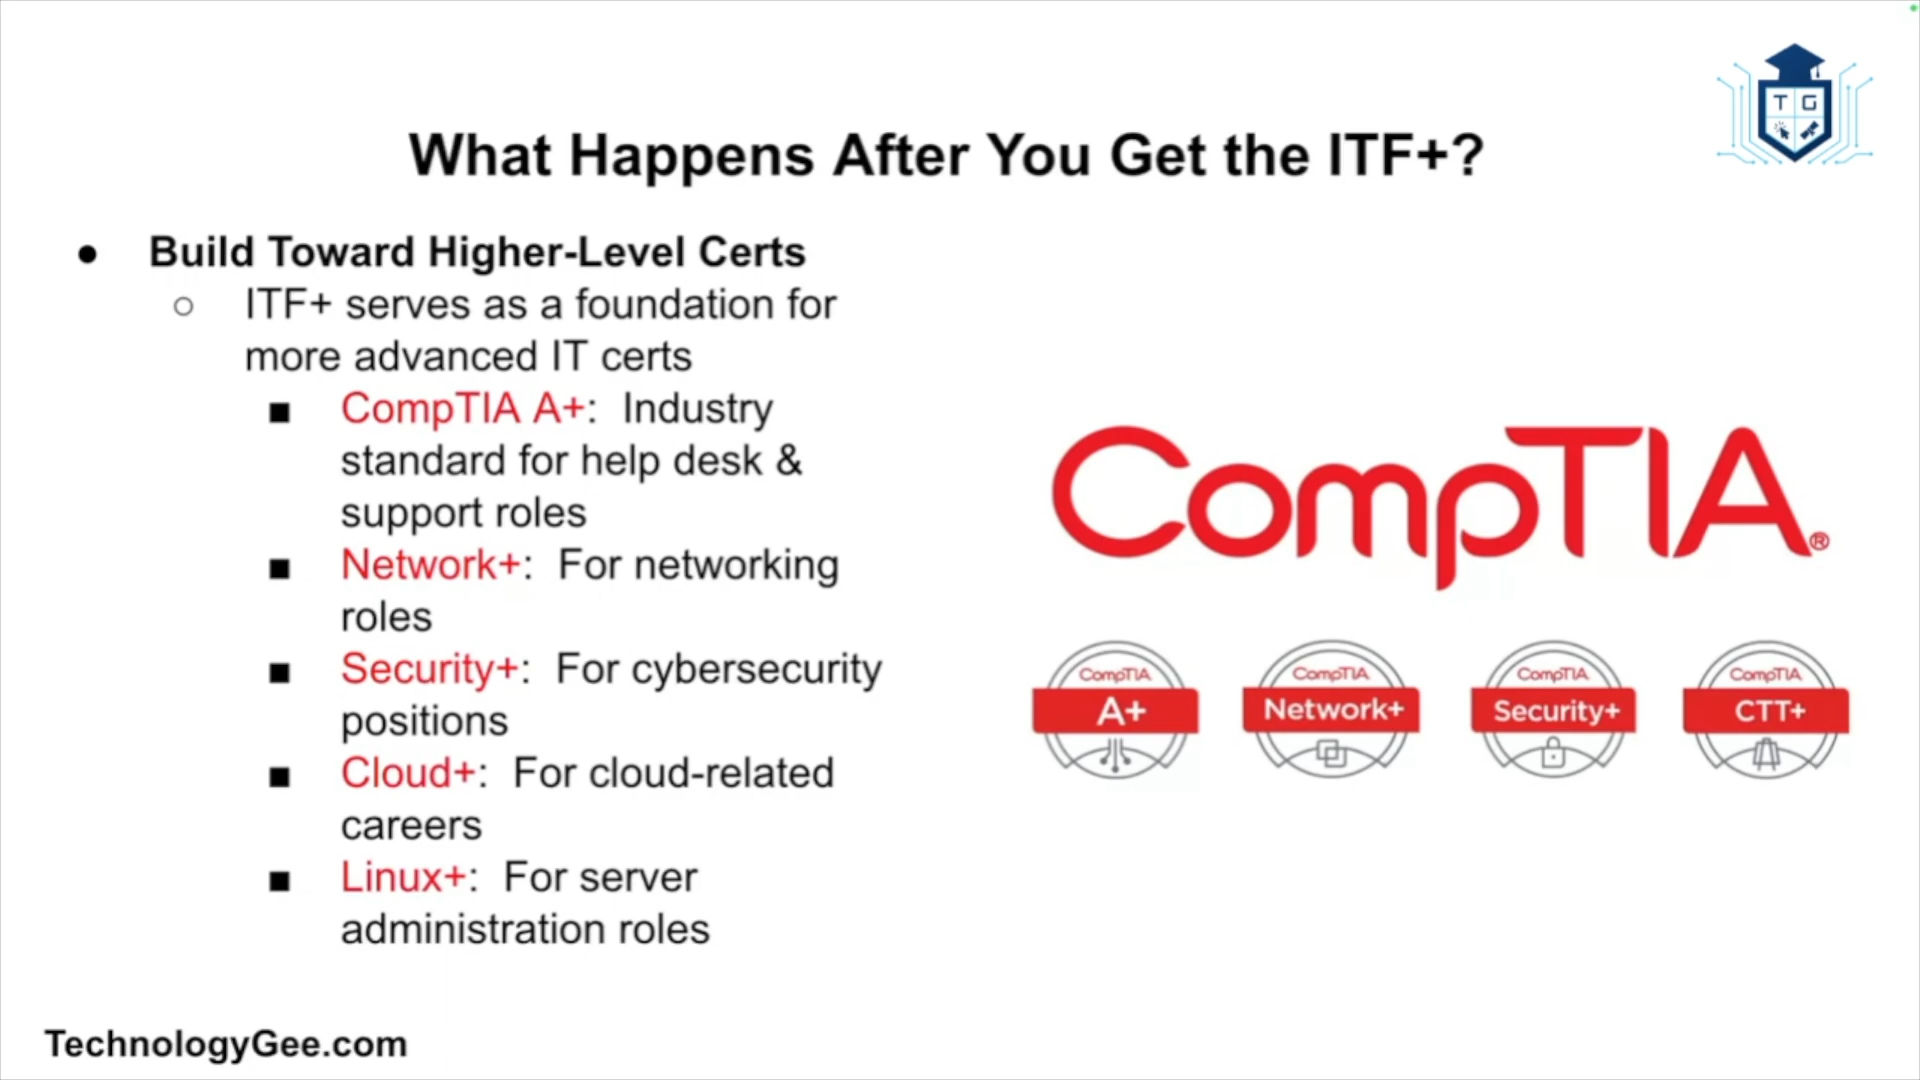 T G
What Happens After You Get the ITF+?
● Build Toward Higher-Level Certs
○ ITF+ serves as a foundation for
more advanced IT certs
■ CompTIA A+: Industry
standard for help desk &
support roles
■ Network+: For networking
roles
■ Security+: For cybersecurity
positions
■ Cloud+: For cloud-related
careers
■ Linux+: For server
administration roles
CompTIA®
CompTIA
A+
CompTIA
Network+
CompTIA
Security+
CompTIA
CTT+
TechnologyGee.com